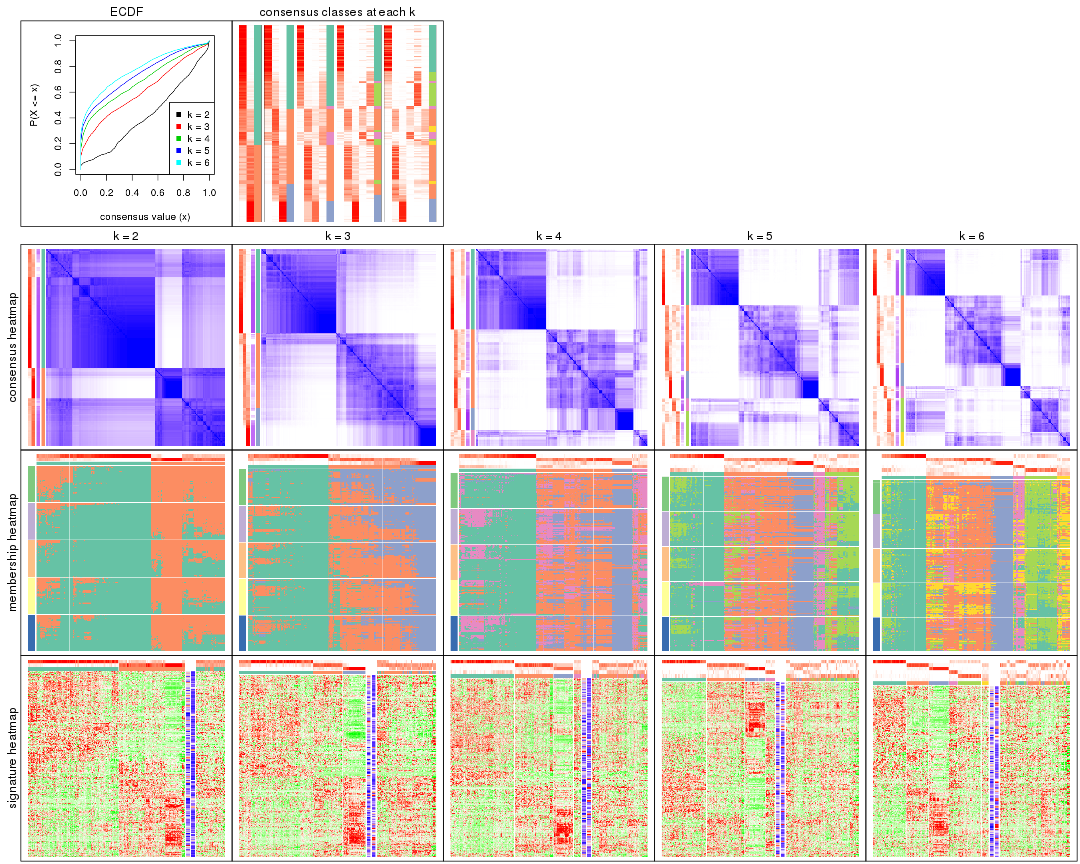 ECDF
consensus classes at each k
P(X <= x)
0.0
0.2
0.4
0.6
0.8
1.0
k = 2
k = 3
k = 4
k = 5
k = 6
0.0 0.2 0.4 0.6 0.8 1.0
consensus value (x)
k = 2
k = 3
k = 4
k = 5
k = 6
consensus heatmap
membership heatmap
signature heatmap